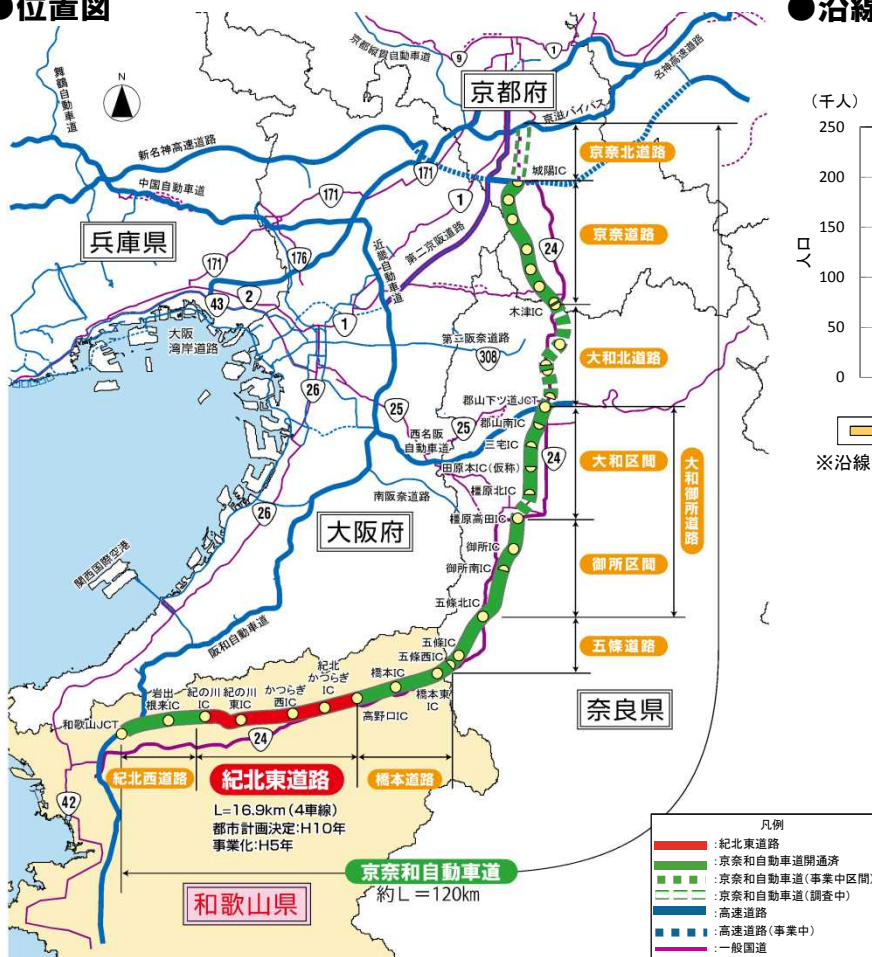 ●位置図
●沿線
舞鶴自動車道
N
京都縦貫自動車道
9
1
名神高速道路
京都府
京滋バイパス
新名神高速道路
中国自動車道
171
171
1
城陽IC
京奈北道路
兵庫県
171
176
近畿自動車道
第二京阪道路
24
京奈道路
43
2
大阪湾岸道路
1
木津IC
第二阪奈道路
308
大和北道路
26
25
西名阪自動車道
25
郡山下ツ道JCT
郡山南IC
三宅IC
24
田原本IC(仮称)
橿原北IC
大和区間
大和御所道路
南阪奈道路
橿原高田IC
26
大阪府
御所IC
御所南IC
御所区間
関西国際空港
五條北IC
阪和自動車道
五條IC
五條西IC
五條道路
紀北かつらぎIC
橋本IC
岩出根来IC
紀の川IC
紀の川東IC
かつらぎ西IC
橋本東IC
奈良県
和歌山JCT
高野口IC
24
紀北西道路
紀北東道路
橋本道路
42
L=16.9km(4車線)
都市計画決定:H10年
事業化:H5年
京奈和自動車道
約L=120km
和歌山県
凡例
:紀北東道路
:京奈和自動車道開通済
:京奈和自動車道(事業中区間)
:京奈和自動車道(調査中)
:高速道路
:高速道路(事業中)
:一般国道
(千人)
250
200
150
人口
100
50
0
※沿線